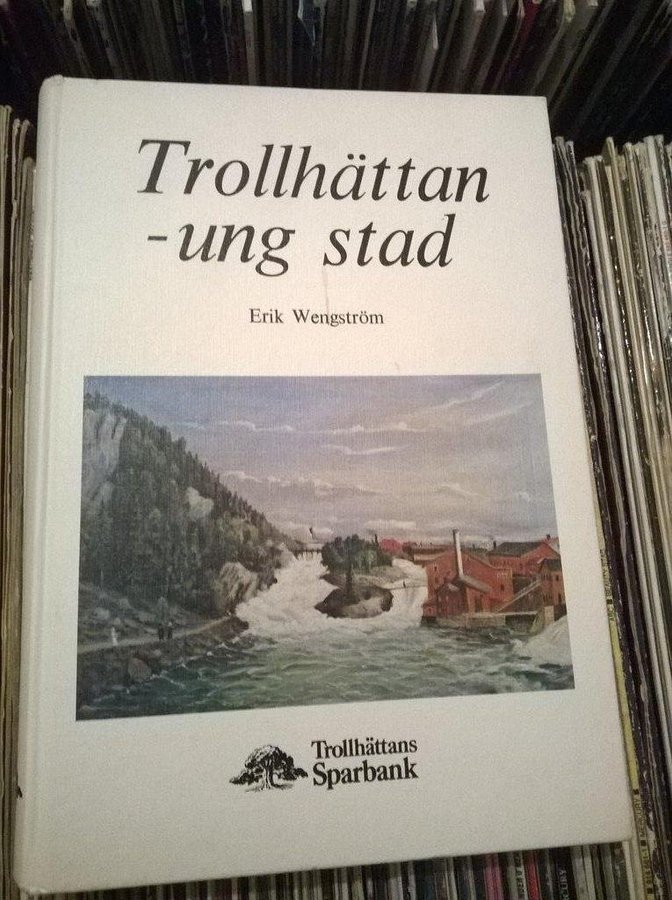 Trollhättan
-ung stad
Erik Wengström
Trollhättans
Sparbank